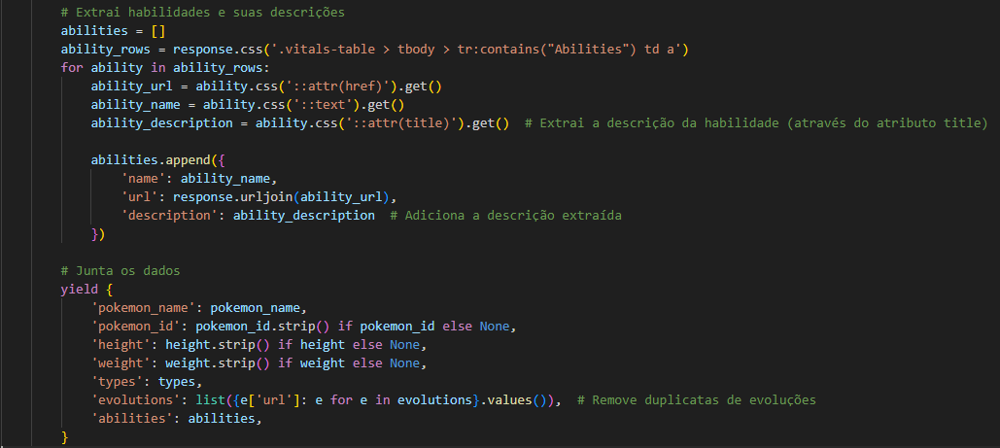 # Extrai habilidades e suas descrições
abilities = []
ability_rows = response.css('.vitals-table > tbody > tr:contains("Abilities") td a')
for ability in ability_rows:
    ability_url = ability.css('::attr(href)').get()
    ability_name = ability.css('::text').get()
    ability_description = ability.css('::attr(title)').get()  # Extrai a descrição da habilidade (através do atributo title)

    abilities.append({
        'name': ability_name,
        'url': response.urljoin(ability_url),
        'description': ability_description  # Adiciona a descrição extraída
    })

# Junta os dados
yield {
    'pokemon_name': pokemon_name,
    'pokemon_id': pokemon_id.strip() if pokemon_id else None,
    'height': height.strip() if height else None,
    'weight': weight.strip() if weight else None,
    'types': types,
    'evolutions': list({e['url']: e for e in evolutions}.values()),  # Remove duplicatas de evoluções
    'abilities': abilities,
}